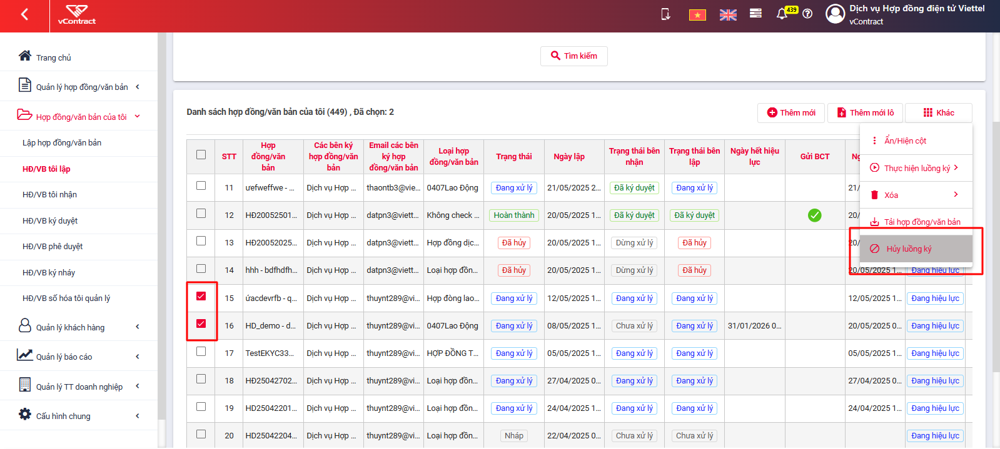 vContract
439
Dịch vụ Hợp đồng điện tử Viettel
vContract
Trang chủ
Quản lý hợp đồng/văn bản
Hợp đồng/văn bản của tôi
Lập hợp đồng/văn bản
HĐ/VB tôi lập
HĐ/VB tôi nhận
HĐ/VB ký duyệt
HĐ/VB phê duyệt
HĐ/VB ký nháy
HĐ/VB số hóa tôi quản lý
Quản lý khách hàng
Quản lý báo cáo
Quản lý TT doanh nghiệp
Cấu hình chung
Tìm kiếm
Danh sách hợp đồng/văn bản của tôi (449) , Đã chọn: 2
Thêm mới
Thêm mới lô
Khác
Ẩn/Hiện cột
Thực hiện luồng ký
Xóa
Tải hợp đồng/văn bản
Hủy luồng ký
STT
Hợp
đồng/văn
bản
Các bên ký
hợp đồng/văn
bản
Email các bên
ký hợp
đồng/văn bản
Loại hợp
đồng/văn bản
Trạng thái
Ngày lập
Trạng thái bên
nhận
Trạng thái bên
lập
Ngày hết hiệu
lực
Gửi BCT
11 ưefweffwe - ... Dịch vụ Hợp ... thaontb3@vie... 0407Lao Động Đang xử lý 21/05/2025 2... Đã ký duyệt Đang xử lý 21/
12 HĐ20052501... Dịch vụ Hợp ... datpn3@viett... Không check ... Hoàn thành 20/05/2025 1... Đã ký duyệt Đã ký duyệt 20/
13 HĐ20052025... Dịch vụ Hợp ... datpn3@viett... Hợp đồng dịc... Đã hủy 20/05/2025 1... Dừng xử lý Đã hủy 20/
14 hhh - bdfhdfh... Dịch vụ Hợp ... datpn3@viett... Loại hợp đồn... Đã hủy 20/05/2025 1... Dừng xử lý Đã hủy 20/05/2025 1... Đang hiệu lực
15 ứacdevrfb - q... Dịch vụ Hợp ... thuynt289@vi... Hợp đồng lao... Đang xử lý 12/05/2025 1... Đang xử lý Đang xử lý 12/05/2025 1... Đang hiệu lực
16 HD_demo - d... Dịch vụ Hợp ... thuynt289@vi... 0407Lao Động Đang xử lý 08/05/2025 1... Chưa xử lý Đang xử lý 31/01/2026 0... 20/05/2025 0... Đang hiệu lực
17 TestEKYC33... Dịch vụ Hợp ... thuynt289@vi... HỢP ĐỒNG T... Đang xử lý 05/05/2025 1... Đang xử lý Đang xử lý 05/05/2025 1... Đang hiệu lực
18 HĐ25042702... Dịch vụ Hợp ... thuynt289@vi... Loại hợp đồn... Đang xử lý 27/04/2025 0... Đang xử lý Đang xử lý 27/04/2025 0... Đang hiệu lực
19 HD25042201... Dịch vụ Hợp ... thuynt289@vi... Loại hợp đồn... Đang xử lý 24/04/2025 1... Đang xử lý Đang xử lý 24/04/2025 1... Đang hiệu lực
20 HD25042204... Dịch vụ Hợp ... thuynt289@vi... Loại hợp đồn... Nháp 22/04/2025 0... Chưa xử lý Chưa xử lý Đang hiệu lực